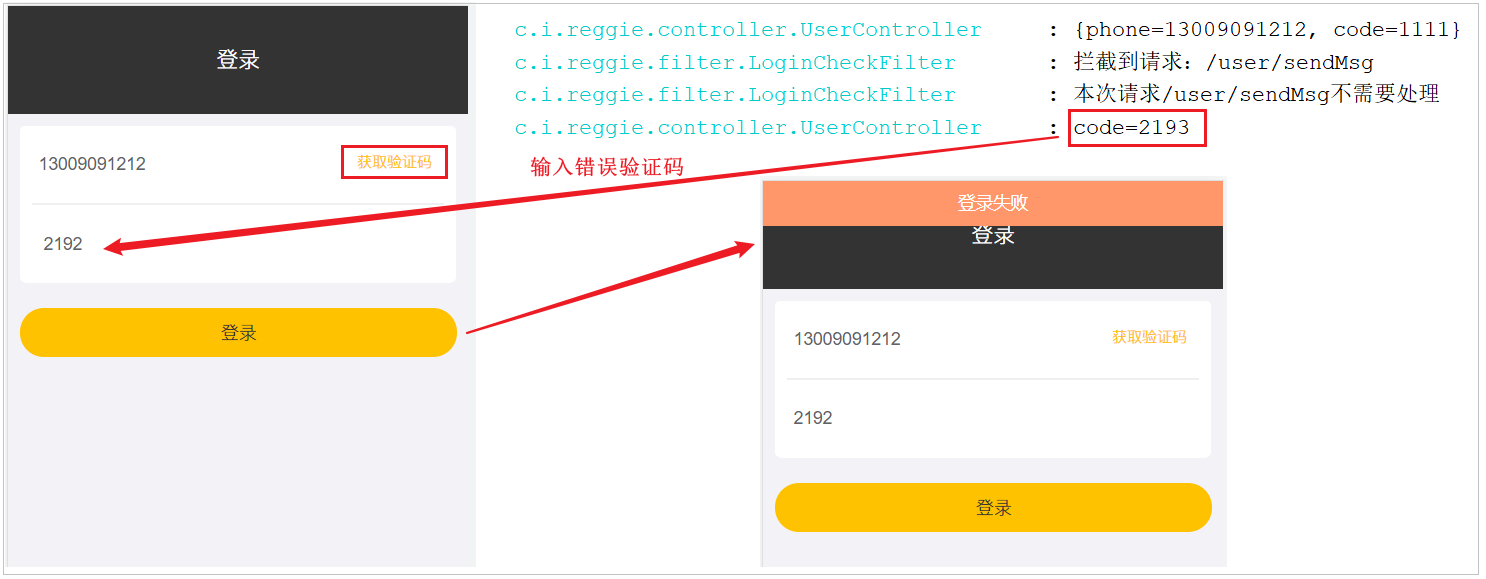 登录
13009091212 获取验证码
2192
登录
c.i.reggie.controller.UserController : {phone=13009091212, code=1111}
c.i.reggie.filter.LoginCheckFilter : 拦截到请求：/user/sendMsg
c.i.reggie.filter.LoginCheckFilter : 本次请求/user/sendMsg不需要处理
c.i.reggie.controller.UserController : code=2193
输入错误验证码
登录失败
登录
13009091212 获取验证码
2192
登录